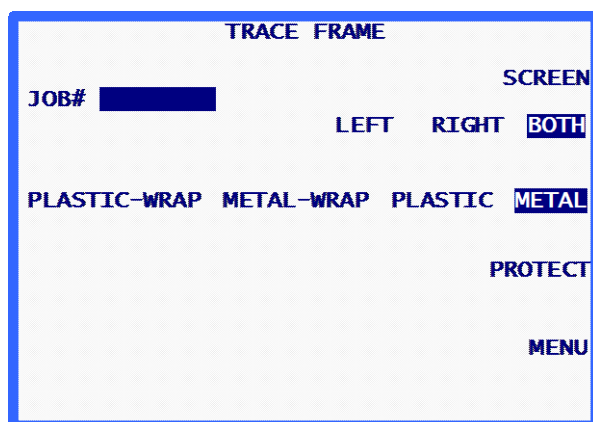 TRACE FRAME
SCREEN
JOB#
LEFT RIGHT BOTH
PLASTIC-WRAP METAL-WRAP PLASTIC METAL
PROTECT
MENU